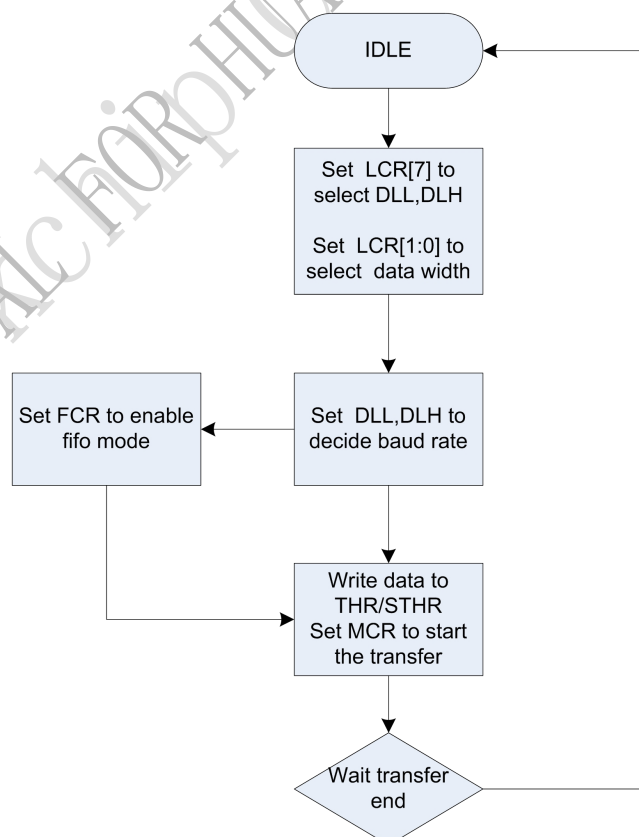 IDLE
Set LCR[7] to
select DLL,DLH
Set LCR[1:0] to
select data width
Set FCR to enable
fifo mode
Set DLL,DLH to
decide baud rate
Write data to
THR/STHR
Set MCR to start
the transfer
Wait transfer
end